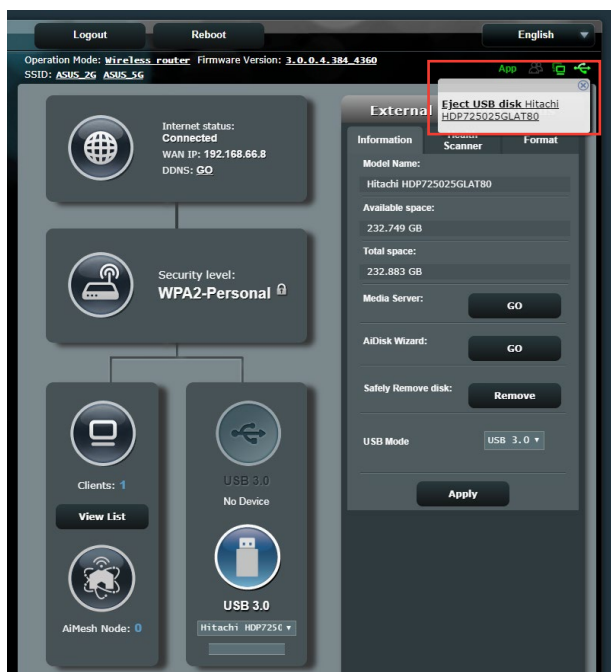 Logout Reboot English
Operation Mode: Wireless router Firmware Version: 3.0.0.4.384_4360
SSID: ASUS_2G ASUS_5G
App
Eject USB disk Hitachi
HDP725025GLAT80
Internet status:
Connected
WAN IP: 192.168.66.8
DDNS: GO
Security level:
WPA2-Personal
Clients: 1
View List
AiMesh Node: 0
USB 3.0
No Device
USB 3.0
Hitachi HDP725
External
Information
Health
Scanner
Format
Model Name:
Hitachi HDP725025GLAT80
Available space:
232.749 GB
Total space:
232.883 GB
Media Server: GO
AiDisk Wizard: GO
Safely Remove disk: Remove
USB Mode USB 3.0
Apply